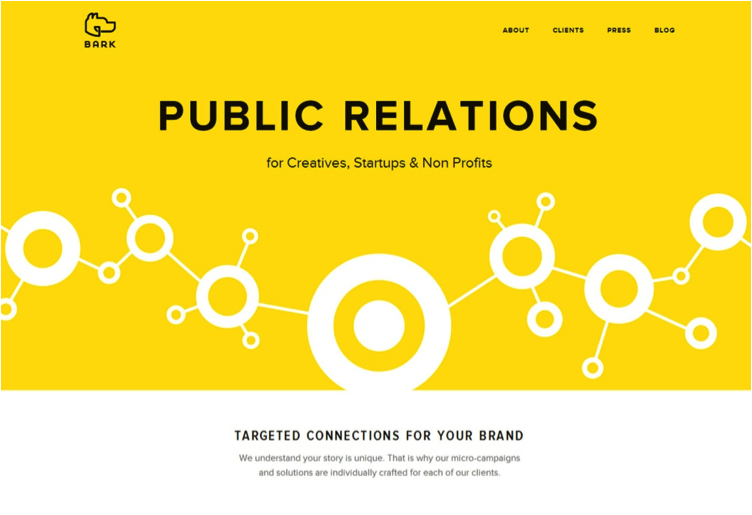 BARK
ABOUT CLIENTS PRESS BLOG
PUBLIC RELATIONS
for Creatives, Startups & Non Profits
TARGETED CONNECTIONS FOR YOUR BRAND
We understand your story is unique. That is why our micro-campaigns
and solutions are individually crafted for each of our clients.